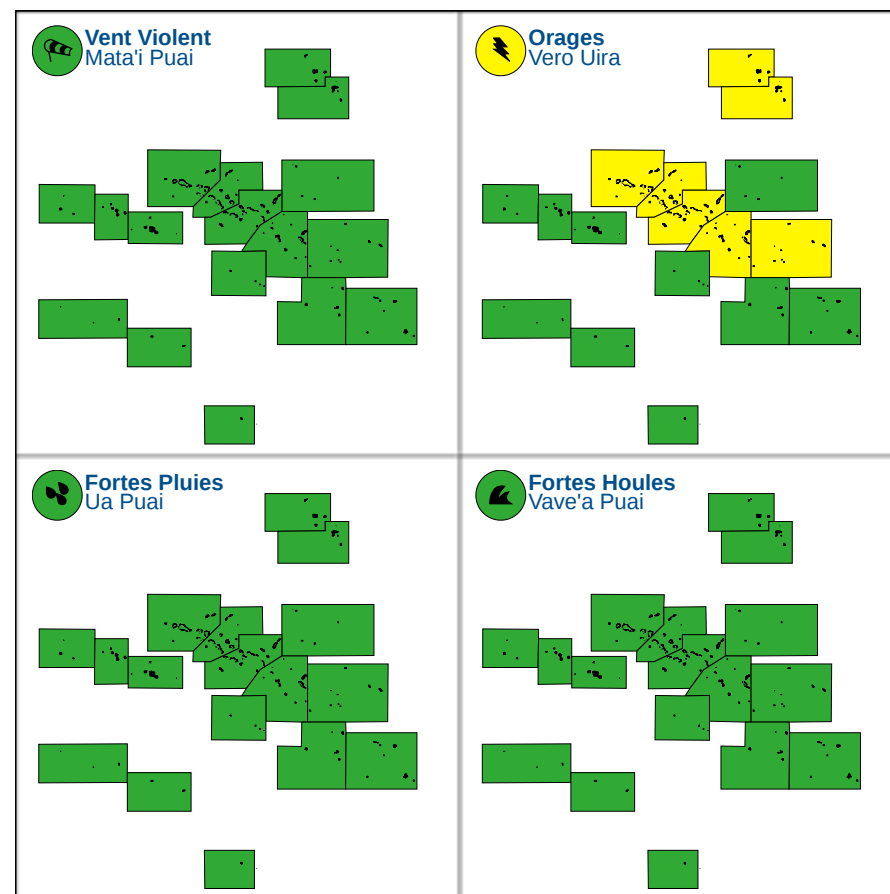 Vent Violent
Mata'i Puai
Orages
Vero Uira
Fortes Pluies
Ua Puai
Fortes Houles
Vave'a Puai